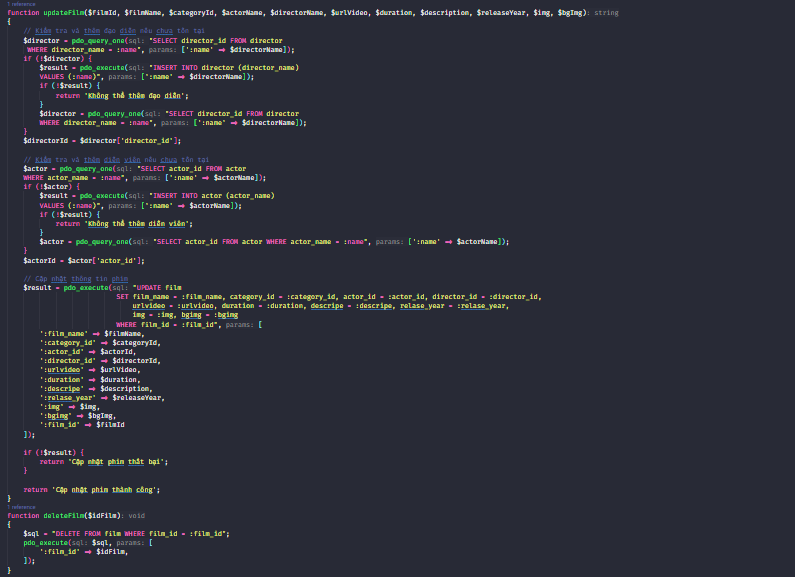 1 reference
function updateFilm($filmId, $filmName, $categoryId, $actorName, $directorName, $urlVideo, $duration, $description, $releaseYear, $img, $bgImg): string
{
// Kiểm tra và thêm đạo diễn nếu chưa tồn tại
$director = pdo_query_one(sql: "SELECT director_id FROM director
WHERE director_name = :name", params: [':name' => $directorName]);
if (!$director) {
$result = pdo_execute(sql: "INSERT INTO director (director_name)
VALUES (:name)", params: [':name' => $directorName]);
if (!$result) {
return 'Không thể thêm đạo diễn';
}
$director = pdo_query_one(sql: "SELECT director_id FROM director
WHERE director_name = :name", params: [':name' => $directorName]);
}
$directorId = $director['director_id'];
// Kiểm tra và thêm diễn viên nếu chưa tồn tại
$actor = pdo_query_one(sql: "SELECT actor_id FROM actor
WHERE actor_name = :name", params: [':name' => $actorName]);
if (!$actor) {
$result = pdo_execute(sql: "INSERT INTO actor (actor_name)
VALUES (:name)", params: [':name' => $actorName]);
if (!$result) {
return 'Không thể thêm diễn viên';
}
$actor = pdo_query_one(sql: "SELECT actor_id FROM actor WHERE actor_name = :name", params: [':name' => $actorName]);
}
$actorId = $actor['actor_id'];
// Cập nhật thông tin phim
$result = pdo_execute(sql: "UPDATE film
SET film_name = :film_name, category_id = :category_id, actor_id = :actor_id, director_id = :director_id,
urlvideo = :urlvideo, duration = :duration, descripe = :descripe, relase_year = :relase_year,
img = :img, bgimg = :bgimg
WHERE film_id = :film_id", params: [
':film_name' => $filmName,
':category_id' => $categoryId,
':actor_id' => $actorId,
':director_id' => $directorId,
':urlvideo' => $urlVideo,
':duration' => $duration,
':descripe' => $description,
':relase_year' => $releaseYear,
':img' => $img,
':bgimg' => $bgImg,
':film_id' => $filmId
]);
if (!$result) {
return 'Cập nhật phim thất bại';
}
return 'Cập nhật phim thành công';
}
1 reference
function deleteFilm($idFilm): void
{
$sql = "DELETE FROM film WHERE film_id = :film_id";
pdo_execute(sql: $sql, params: [
':film_id' => $idFilm,
]);
}